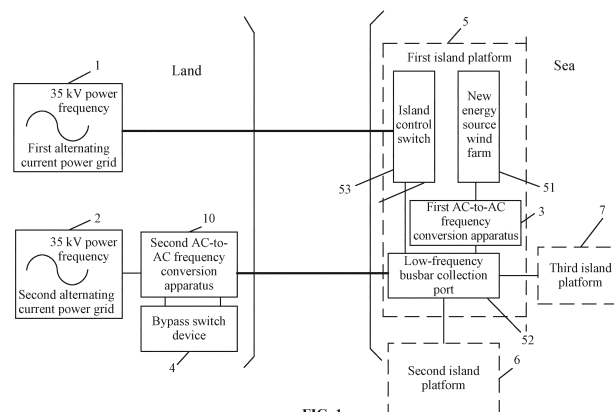 Land
Sea
1
35 kV power
frequency
First alternating
current power grid
2
35 kV power
frequency
Second alternating
current power grid
10
Second AC-to-
AC frequency
conversion
apparatus
Bypass switch
device
4
5
First island platform
Island
control
switch
53
New
energy
source
wind
farm
51
First AC-to-AC
frequency
conversion apparatus
3
Low-frequency
busbar collection
port
52
7
Third island
platform
Second island
platform
6
FIG. 1